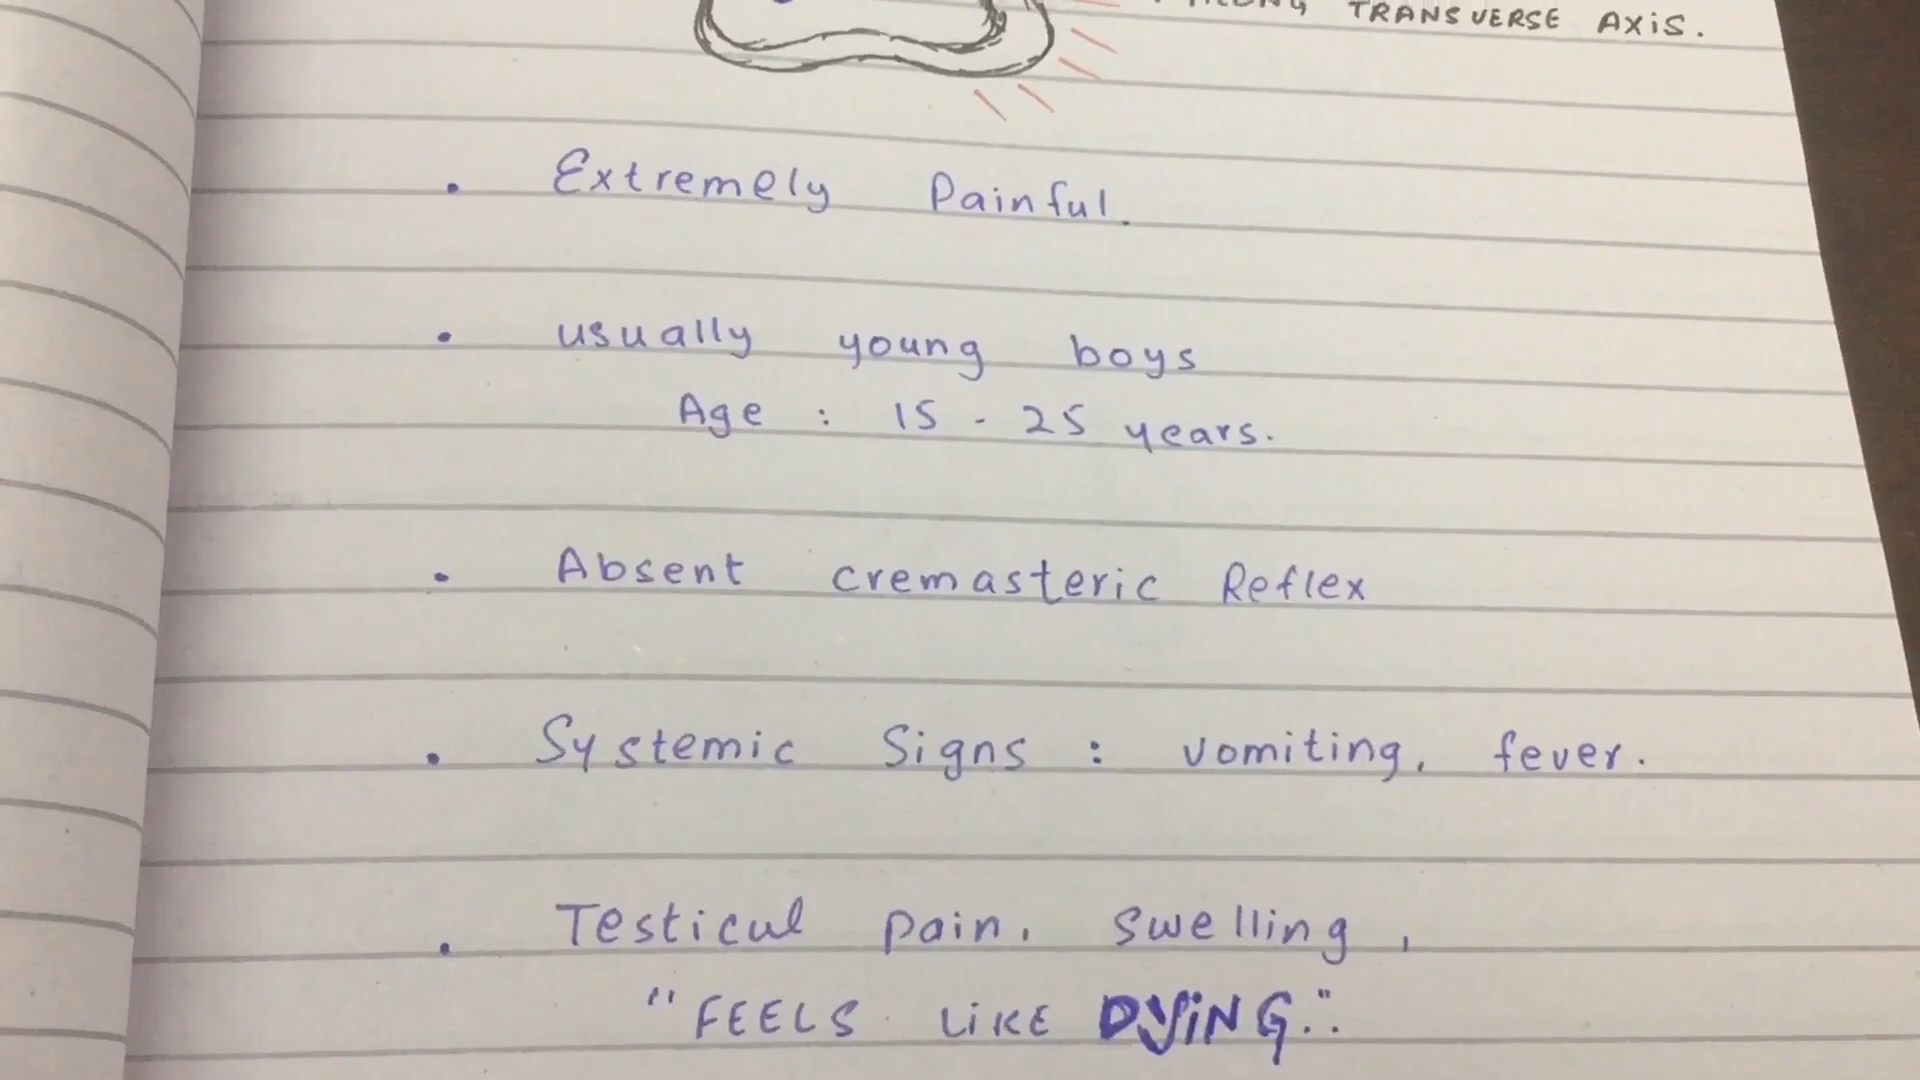 ALONG TRANSVERSE AXIS.
. Extremely Painful.
. usually young boys
Age : 15 - 25 years.
. Absent cremasteric Reflex
. Systemic Signs : vomiting, fever.
. Testicul pain, swelling,
"FEELS LIKE DYING."